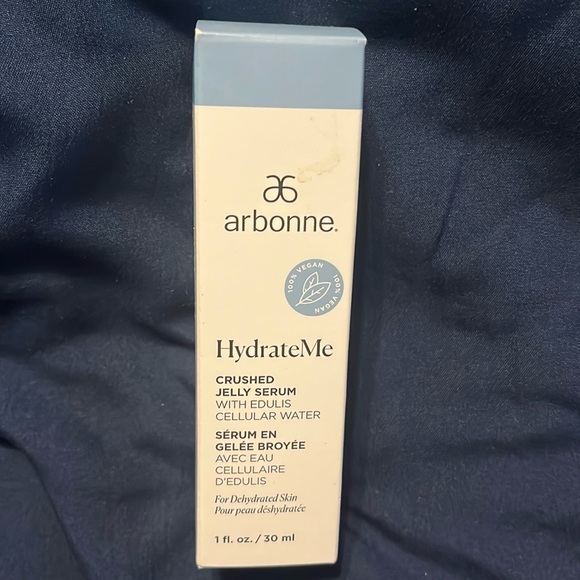 arbonne®
100% VEGAN 100% VEGAN
HydrateMe
CRUSHED
JELLY SERUM
WITH EDULIS
CELLULAR WATER
SÉRUM EN
GELÉE BROYÉE
AVEC EAU
CELLULAIRE
D'EDULIS
For Dehydrated Skin
Pour peau déshydratée
1 fl. oz. / 30 ml